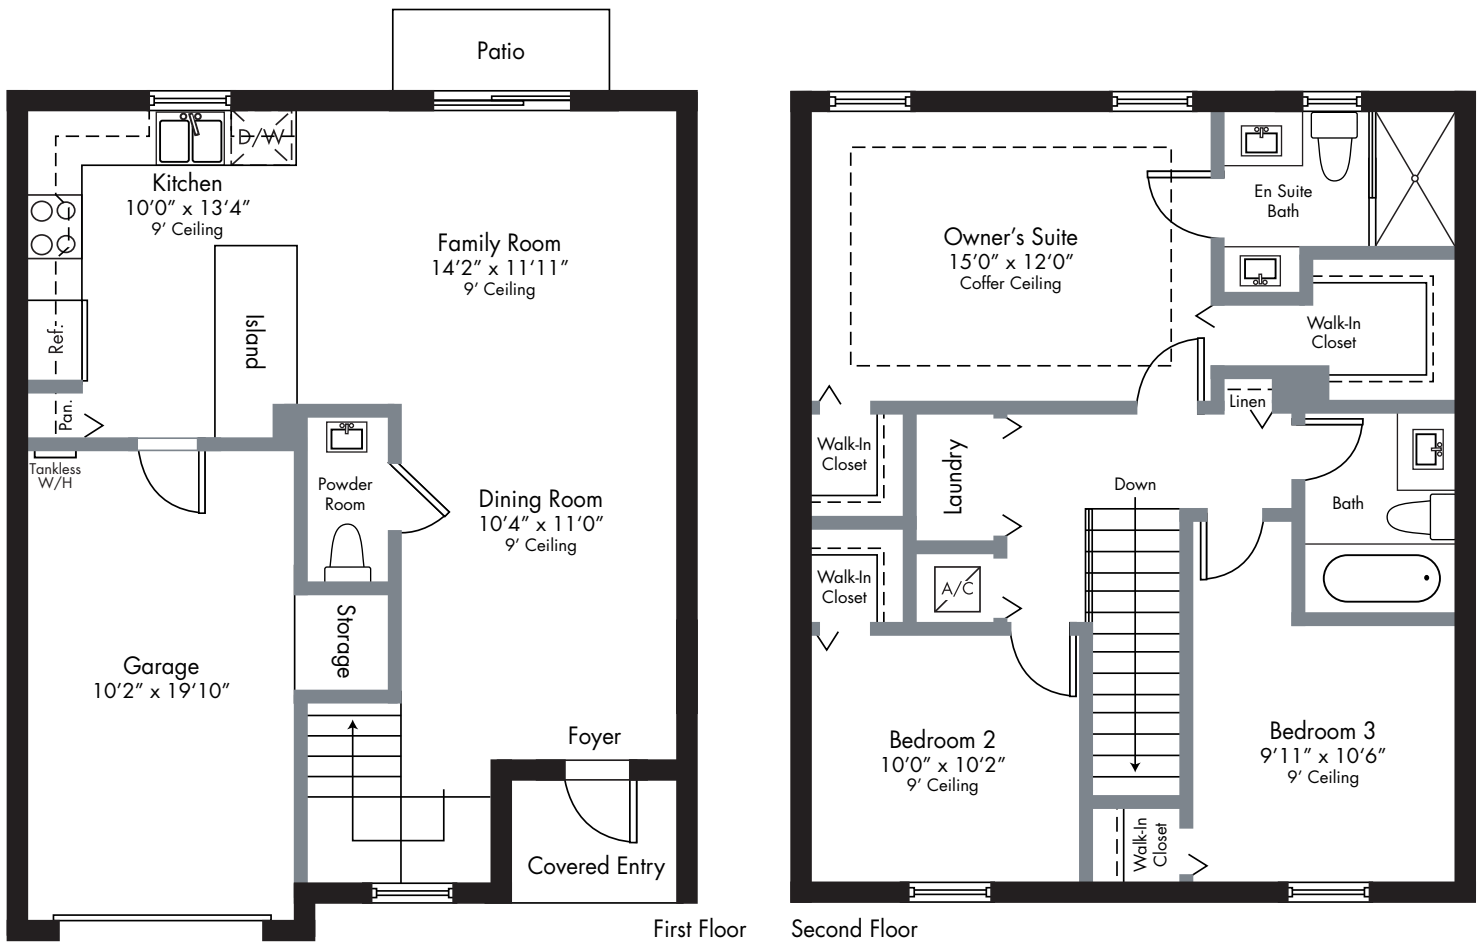 Patio
D/W
Kitchen
10'0” x 13'4”
9’ Ceiling
Family Room
14'2” x 11'11”
9’ Ceiling
Ref.
Island
Pan.
Tankless
W/H
Powder
Room
Dining Room
10'4” x 11'0”
9’ Ceiling
Storage
Garage
10'2” x 19'10”
Foyer
Covered Entry
First Floor
Owner’s Suite
15'0” x 12'0”
Coffer Ceiling
En Suite
Bath
Walk-In
Closet
Linen
Walk-In
Closet
Laundry
Down
Bath
Walk-In
Closet
A/C
Bedroom 2
10'0” x 10'2”
9’ Ceiling
Bedroom 3
9'11” x 10'6”
9’ Ceiling
Walk-In
Closet
Second Floor